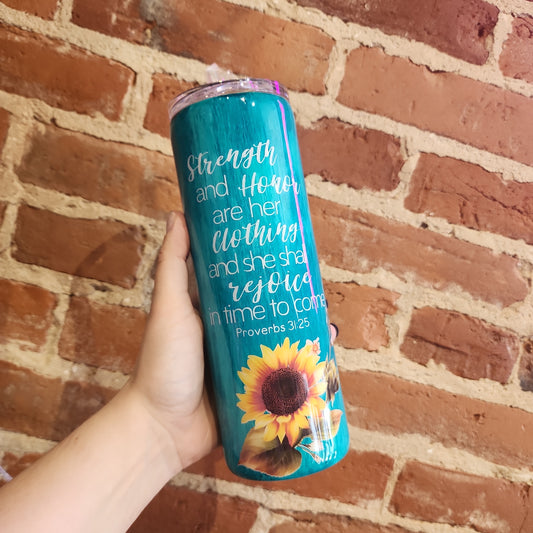 Strength
and Honor
are her
Clothing
and she shall
rejoice
in time to come
Proverbs 31:25